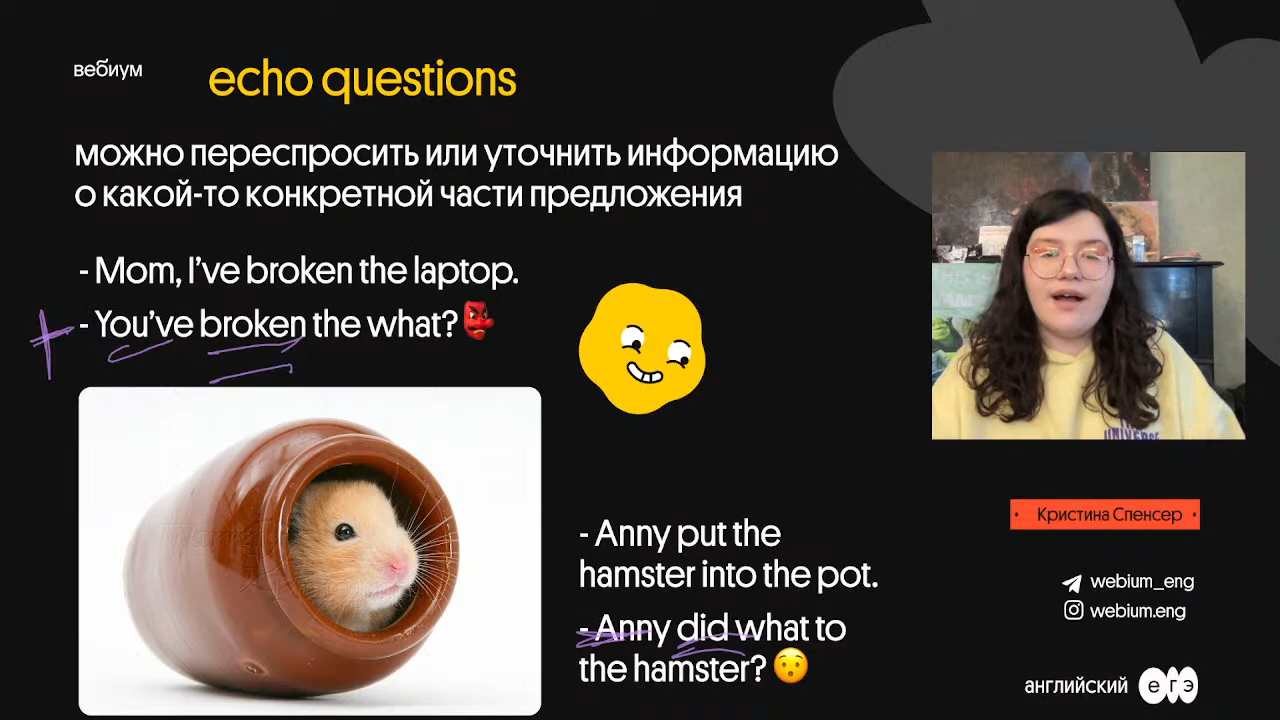 вебиум
echo questions
можно переспросить или уточнить информацию
о какой-то конкретной части предложения
- Mom, I've broken the laptop.
- You've broken the what?
- Anny put the
hamster into the pot.
- Anny did what to
the hamster?
• Кристина Спенсер •
webium_eng
webium.eng
английский егэ